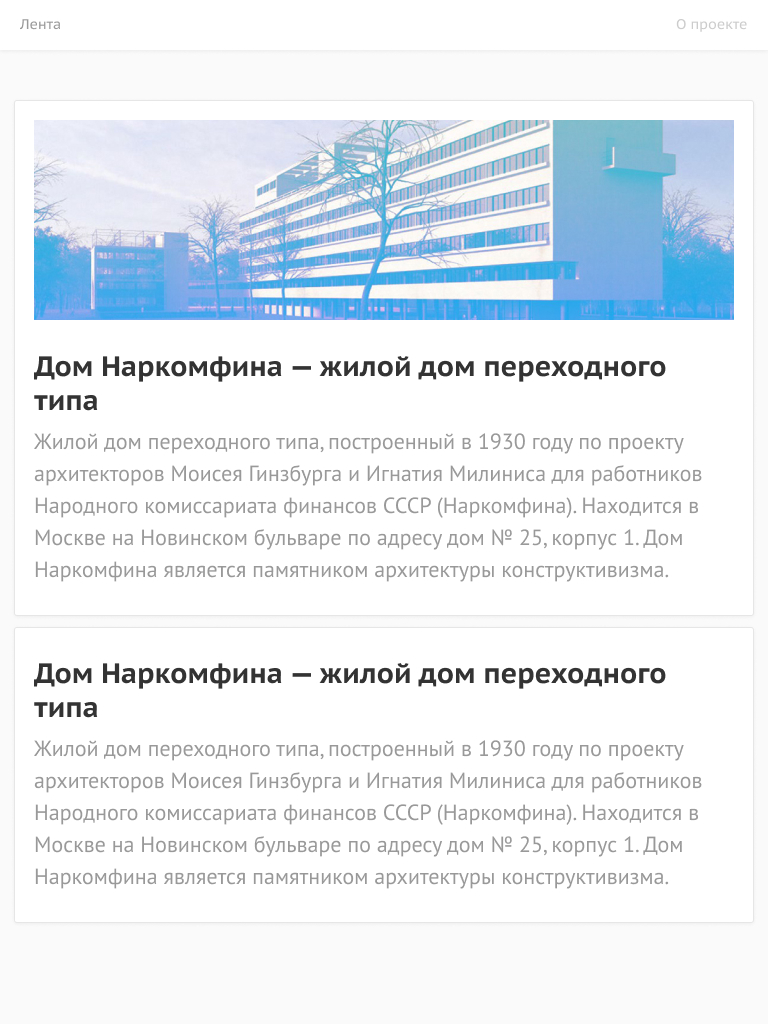 Лента
О проекте
Дом Наркомфина — жилой дом переходного
типа
Жилой дом переходного типа, построенный в 1930 году по проекту
архитекторов Моисея Гинзбурга и Игнатия Милиниса для работников
Народного комиссариата финансов СССР (Наркомфина). Находится в
Москве на Новинском бульваре по адресу дом № 25, корпус 1. Дом
Наркомфина является памятником архитектуры конструктивизма.
Дом Наркомфина — жилой дом переходного
типа
Жилой дом переходного типа, построенный в 1930 году по проекту
архитекторов Моисея Гинзбурга и Игнатия Милиниса для работников
Народного комиссариата финансов СССР (Наркомфина). Находится в
Москве на Новинском бульваре по адресу дом № 25, корпус 1. Дом
Наркомфина является памятником архитектуры конструктивизма.